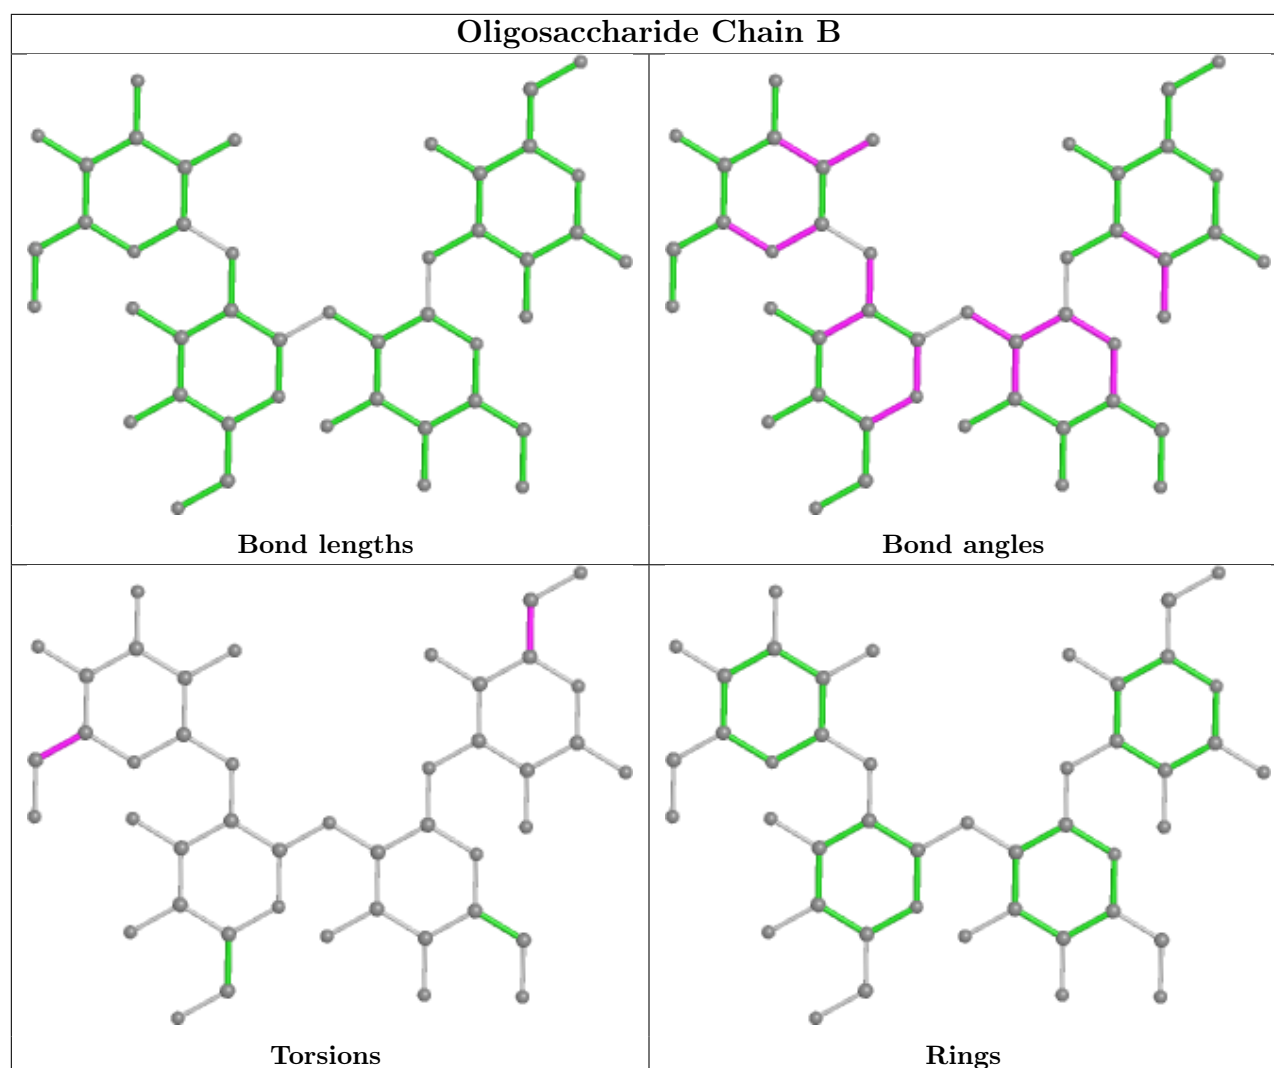 Oligosaccharide Chain B
Bond lengths
Bond angles
Torsions
Rings